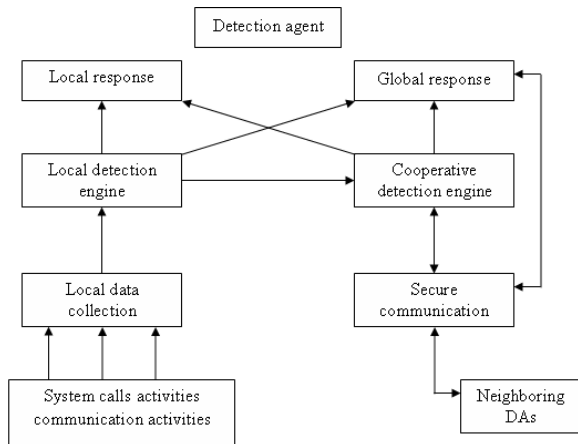 Detection agent
Local response
Global response
Local detection
engine
Cooperative
detection engine
Local data
collection
Secure
communication
System calls activities
communication activities
Neighboring
DAs